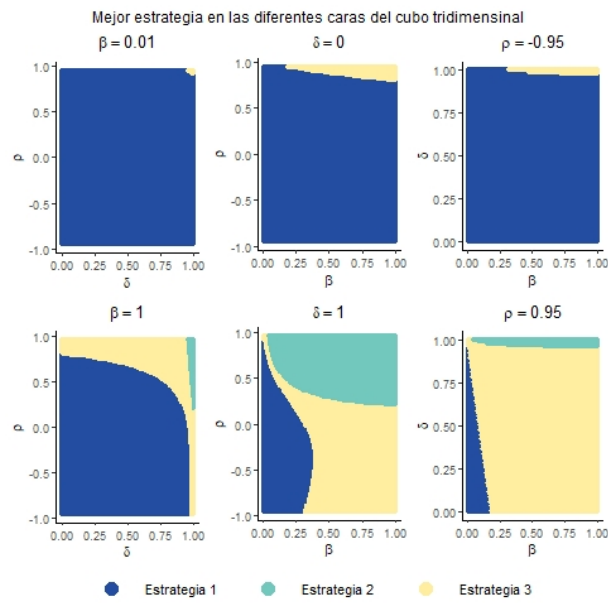 Mejor estrategia en las diferentes caras del cubo tridimensinal
β = 0.01
δ = 0
ρ = -0.95
1.0
0.5
0.0
-0.5
-1.0
ρ
0.00 0.25 0.50 0.75 1.00
δ
1.0
0.5
0.0
-0.5
-1.0
ρ
0.00 0.25 0.50 0.75 1.00
β
1.00
0.75
0.50
0.25
0.00
δ
0.00 0.25 0.50 0.75 1.00
β
β = 1
δ = 1
ρ = 0.95
1.0
0.5
0.0
-0.5
-1.0
ρ
0.00 0.25 0.50 0.75 1.00
δ
1.0
0.5
0.0
-0.5
-1.0
ρ
0.00 0.25 0.50 0.75 1.00
β
1.00
0.75
0.50
0.25
0.00
δ
0.00 0.25 0.50 0.75 1.00
β
Estrategia 1 Estrategia 2 Estrategia 3